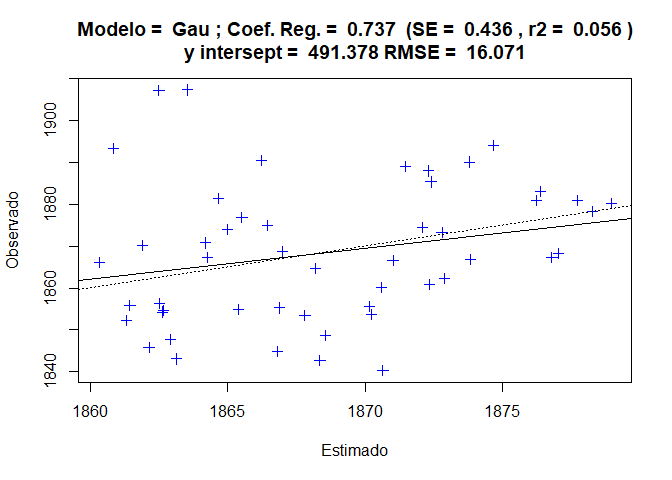 Modelo = Gau ; Coef. Reg. = 0.737 (SE = 0.436 , r2 = 0.056 )
y intersept = 491.378 RMSE = 16.071
Observado
1900
1880
1860
1840
1860 1865 1870 1875
Estimado